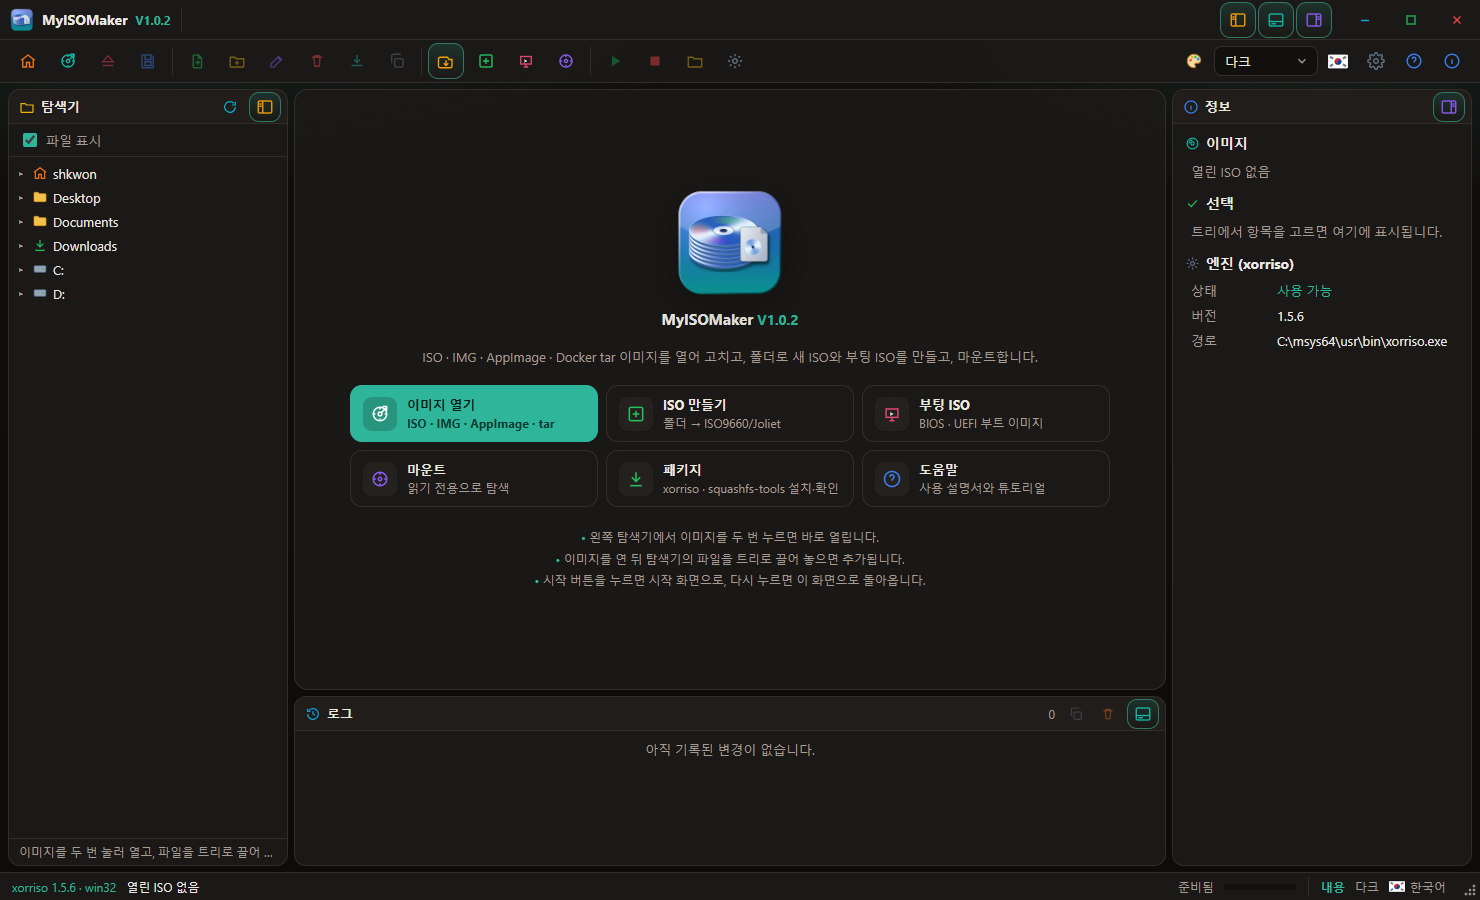 MyISOMaker V1.0.2
다크
탐색기
파일 표시
shkwon
Desktop
Documents
Downloads
C:
D:
이미지를 두 번 눌러 열고, 파일을 트리로 끌어 ...
MyISOMaker V1.0.2
ISO · IMG · AppImage · Docker tar 이미지를 열어 고치고, 폴더로 새 ISO와 부팅 ISO를 만들고, 마운트합니다.
이미지 열기
ISO · IMG · AppImage · tar
ISO 만들기
폴더 → ISO9660/Joliet
부팅 ISO
BIOS · UEFI 부트 이미지
마운트
읽기 전용으로 탐색
패키지
xorriso · squashfs-tools 설치·확인
도움말
사용 설명서와 튜토리얼
• 왼쪽 탐색기에서 이미지를 두 번 누르면 바로 열립니다.
• 이미지를 연 뒤 탐색기의 파일을 트리로 끌어 놓으면 추가됩니다.
• 시작 버튼을 누르면 시작 화면으로, 다시 누르면 이 화면으로 돌아옵니다.
로그
0
아직 기록된 변경이 없습니다.
정보
이미지
열린 ISO 없음
선택
트리에서 항목을 고르면 여기에 표시됩니다.
엔진 (xorriso)
상태 사용 가능
버전 1.5.6
경로 C:\msys64\usr\bin\xorriso.exe
xorriso 1.5.6 · win32 열린 ISO 없음
준비됨 내용 다크 한국어